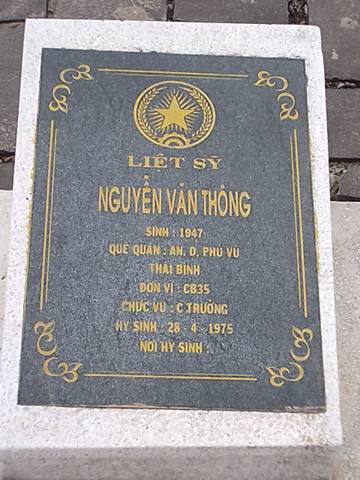 LIỆT SỸ
NGUYỄN VĂN THÔNG
SINH : 1947
QUÊ QUÁN : AN, D, PHÚ VŨ
THÁI BÌNH
ĐƠN VỊ : CB35
CHỨC VỤ : C TRƯỞNG
HY SINH : 28 - 4 - 1975
NƠI HY SINH :